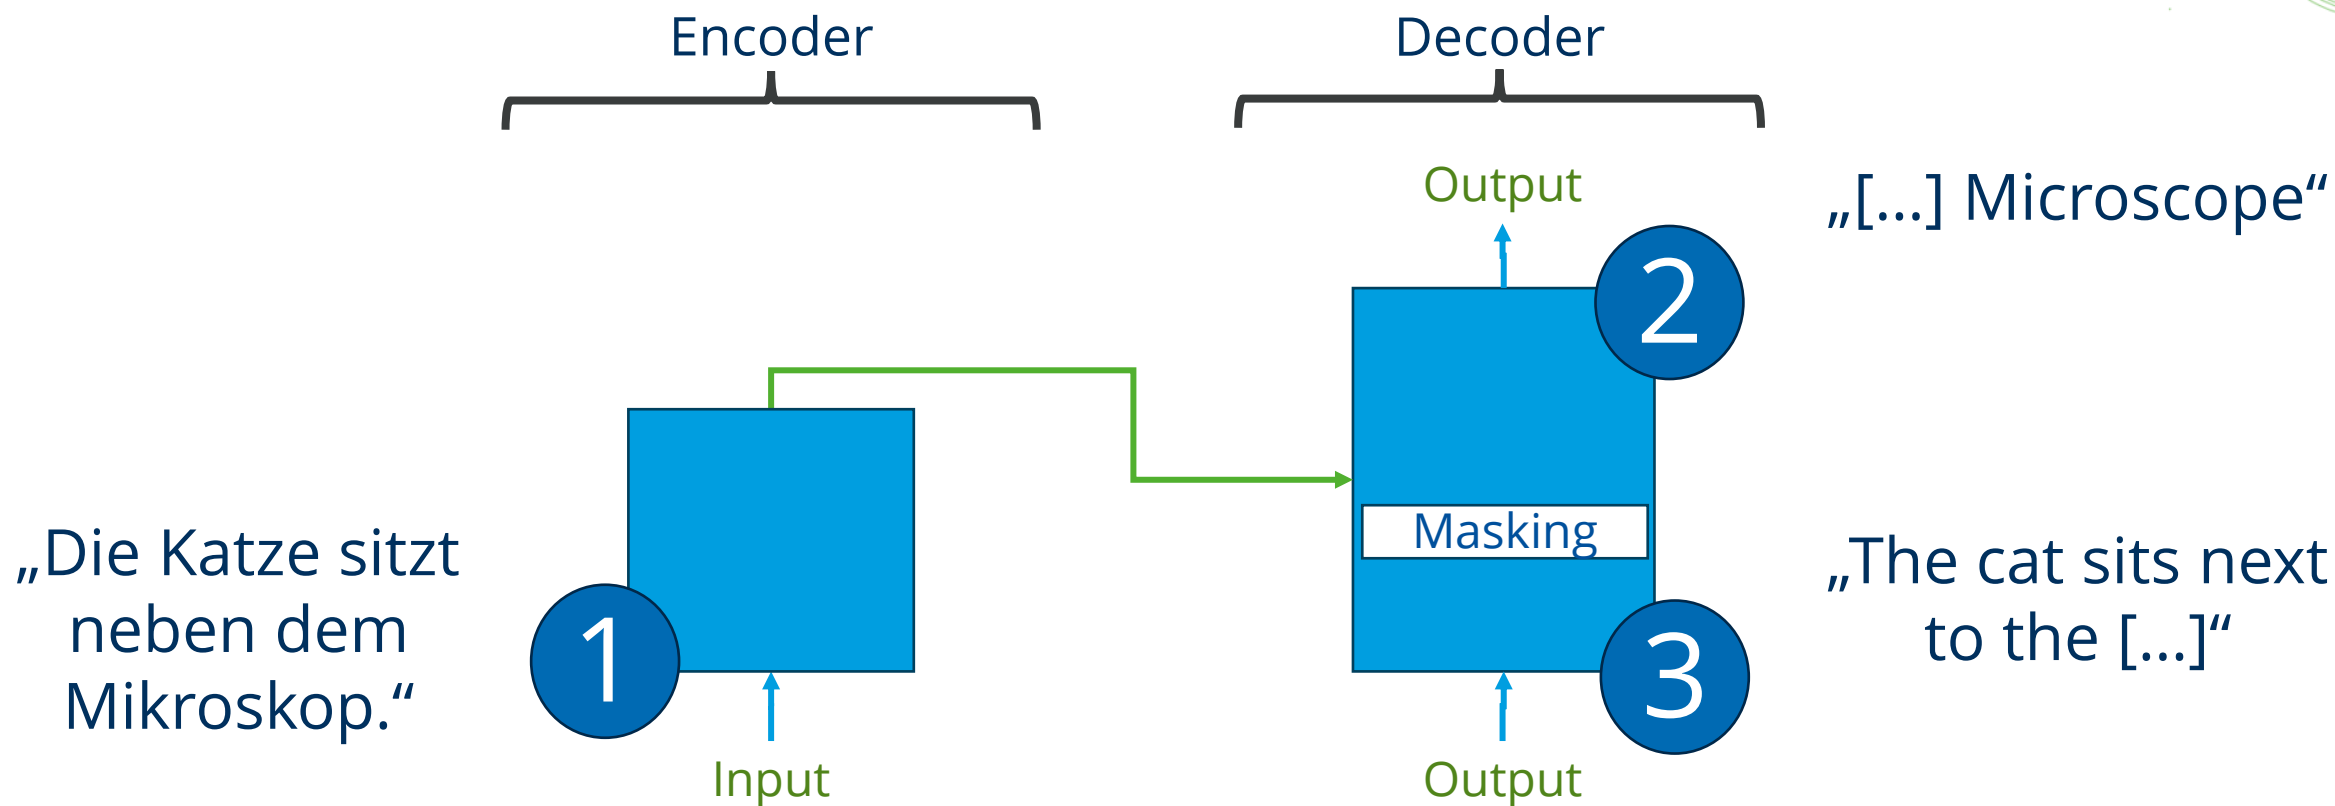 Encoder
Decoder
Output
„[...] Microscope“
2
Masking
„Die Katze sitzt
neben dem
Mikroskop.“
„The cat sits next
to the [...]“
1
3
Input
Output